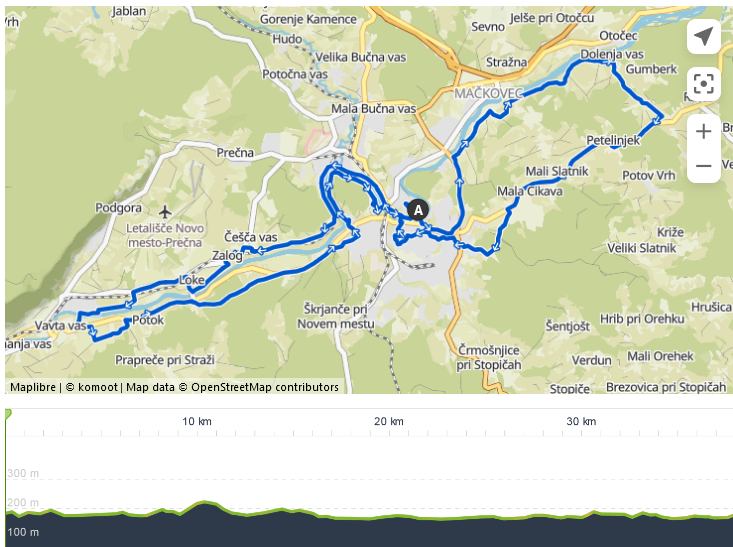 Jablan
Jelše pri Otočcu
Gorenje Kamence
Sevno
Hudo
Otočec
Velika Bučna vas
Dolenja vas
Stražna
Gumberk
Potočna vas
MAČKOVEC
Mala Bučna vas
Petelinjek
Prečna
Mali Slatnik
Potov Vrh
Mala Cikava
Podgora
Letališče Novo
mesto-Prečna
A
Češča vas
Križe
Veliki Slatnik
Zalog
Loke
Hrušica
Škrjanče pri
Novem mestu
Potok
Hrib pri Orehku
Vavta vas
Šentjošt
Črmošnjice
pri Stopičah
Mali Orehek
Prapreče pri Straži
Verdun
Stopiče
Brezovica pri Stopičah
Maplibre | © komoot | Map data © OpenStreetMap contributors
10 km
20 km
30 km
300 m
200 m
100 m